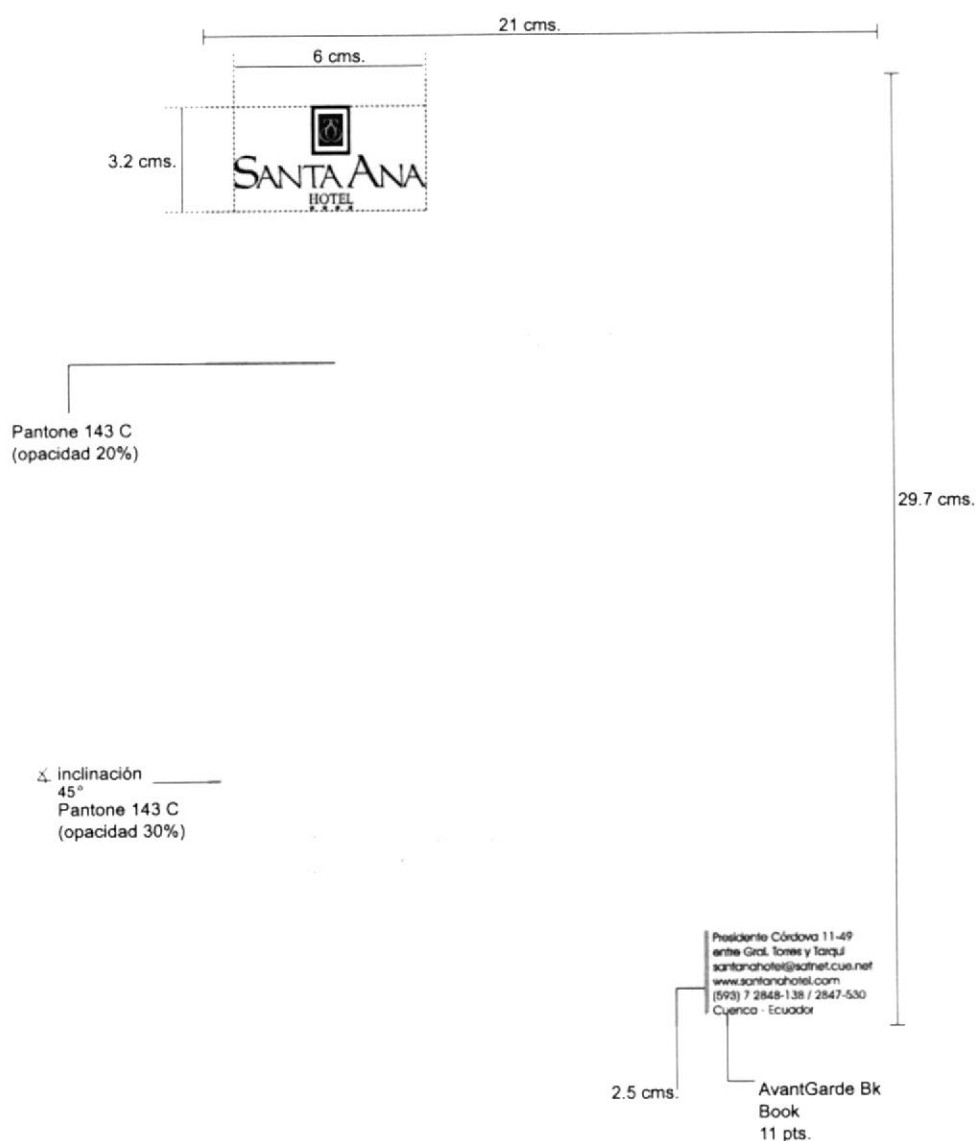 21 cms.
6 cms.
3.2 cms.
SANTA ANA
HOTEL
Pantone 143 C
(opacidad 20%)
29.7 cms.
inclinación
45°
Pantone 143 C
(opacidad 30%)
Presidente Córdova 11-49
entre Gral. Torres y Tarqui
santanahotel@satnet.cue.net
www.santanahotel.com
(593) 7 2848-138 / 2847-530
Cuenca - Ecuador
2.5 cms.
AvantGarde Bk
Book
11 pts.